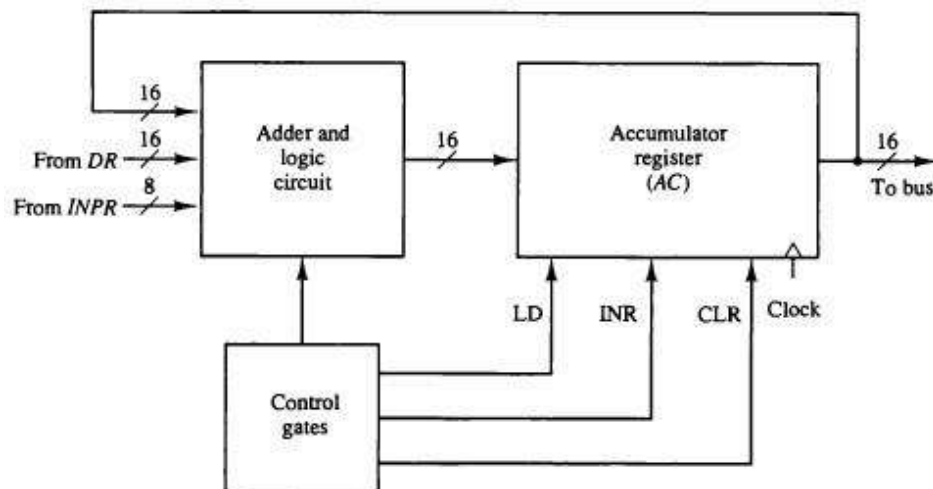 16
16
From DR
8
From INPR
Adder and
logic
circuit
16
Accumulator
register
(AC)
16
To bus
LD
INR
CLR
Clock
Control
gates